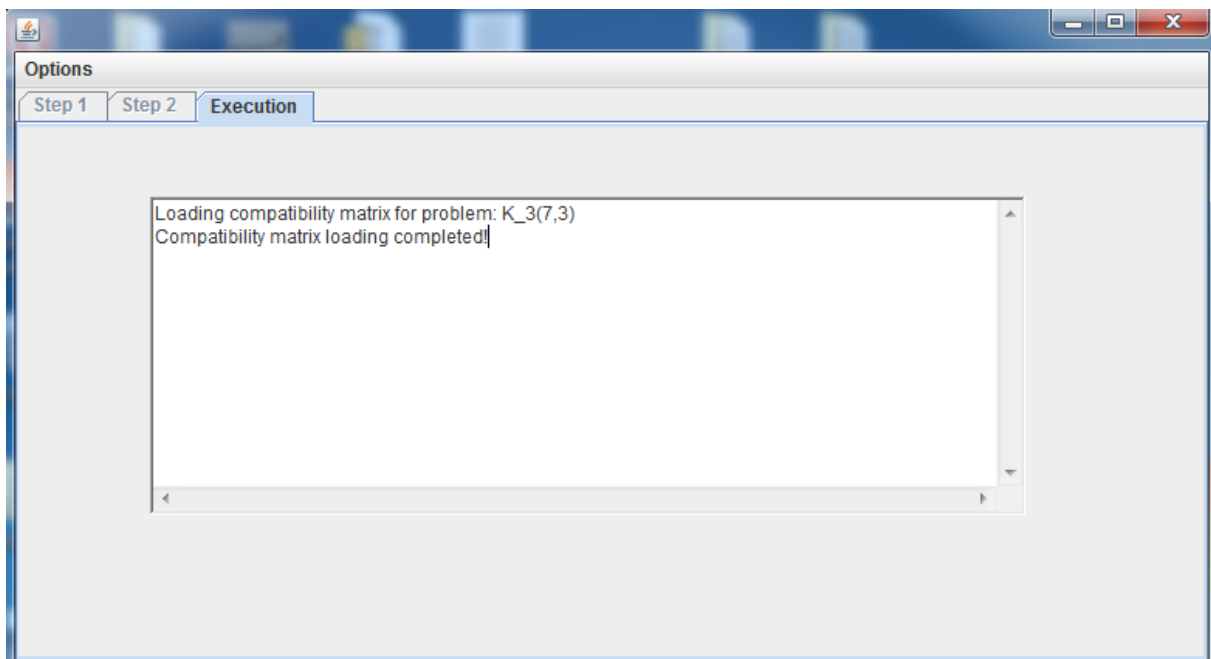 Options
Step 1 Step 2 Execution
Loading compatibility matrix for problem: K_3(7,3)
Compatibility matrix loading completed!